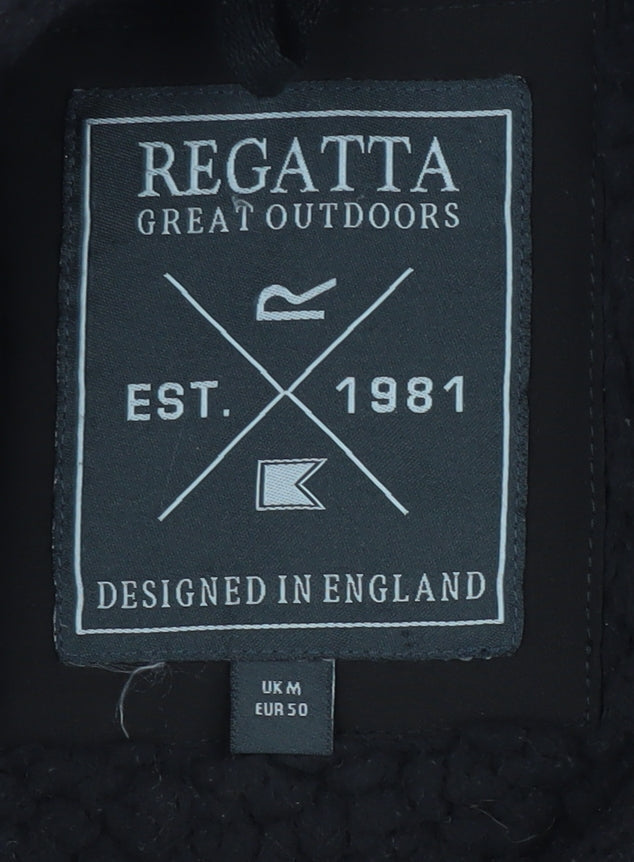 REGATTA
GREAT OUTDOORS
R
EST. 1981
DESIGNED IN ENGLAND
UK M
EUR 50